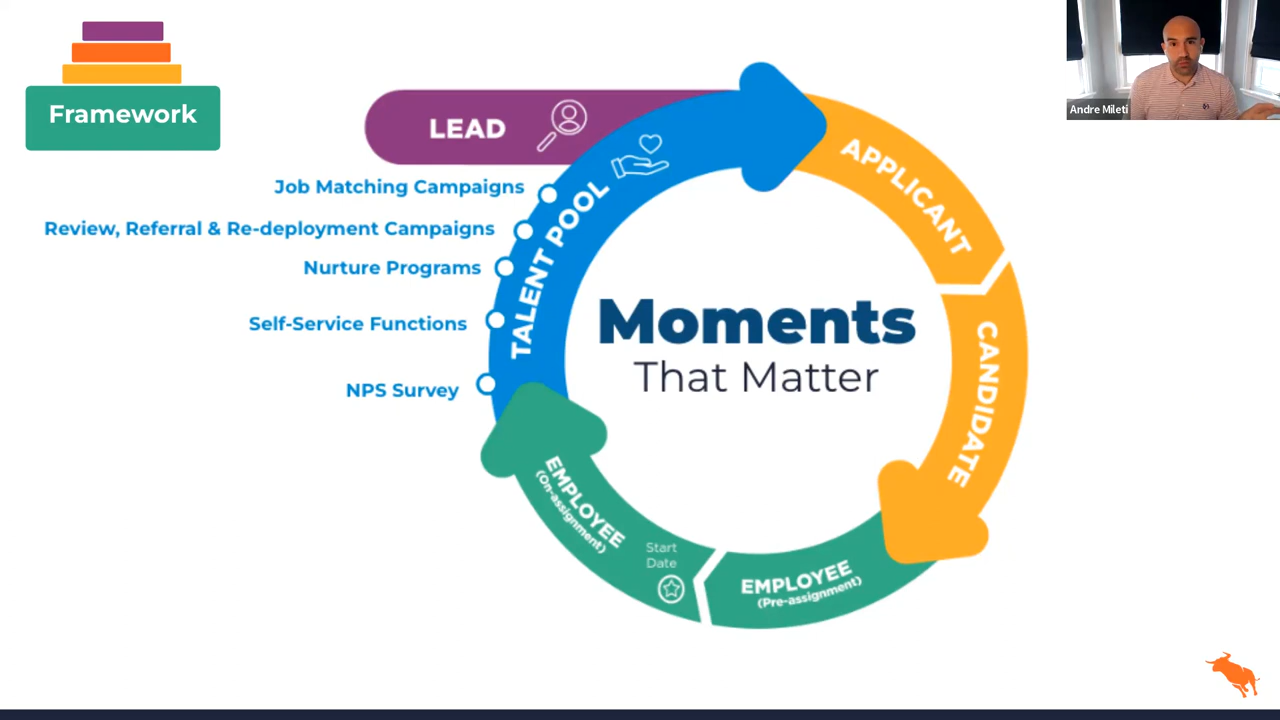 Framework
Andre Mileti
LEAD
TALENT POOL
APPLICANT
CANDIDATE
Job Matching Campaigns
Review, Referral & Re-deployment Campaigns
Nurture Programs
Self-Service Functions
NPS Survey
Moments
That Matter
EMPLOYEE
(On-assignment)
Start
Date
EMPLOYEE
(Pre-assignment)